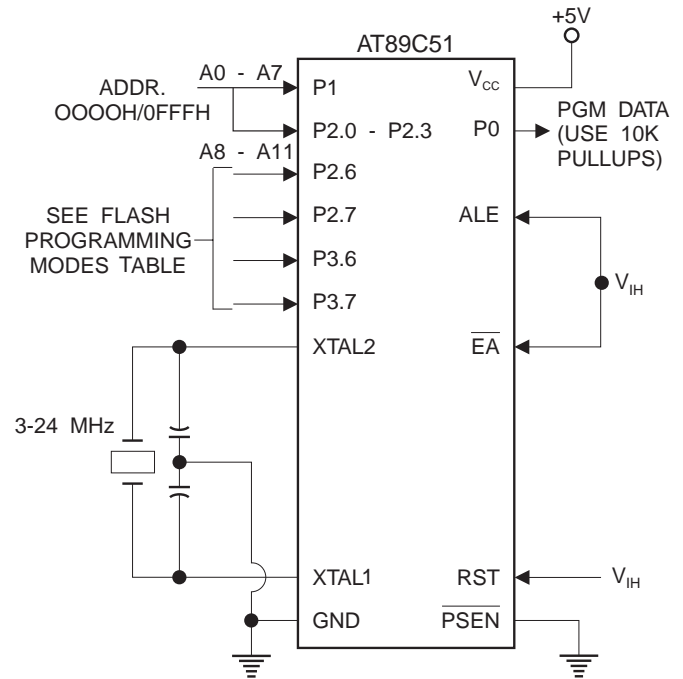 +5V
AT89C51
A0 - A7
ADDR.
OOOOH/0FFFH
P1
VCC
PGM DATA
(USE 10K
PULLUPS)
P2.0 - P2.3
P0
A8 - A11
P2.6
SEE FLASH
PROGRAMMING
MODES TABLE
P2.7
ALE
P3.6
VIH
P3.7
XTAL2
EA
3-24 MHz
XTAL1
RST
VIH
GND
PSEN